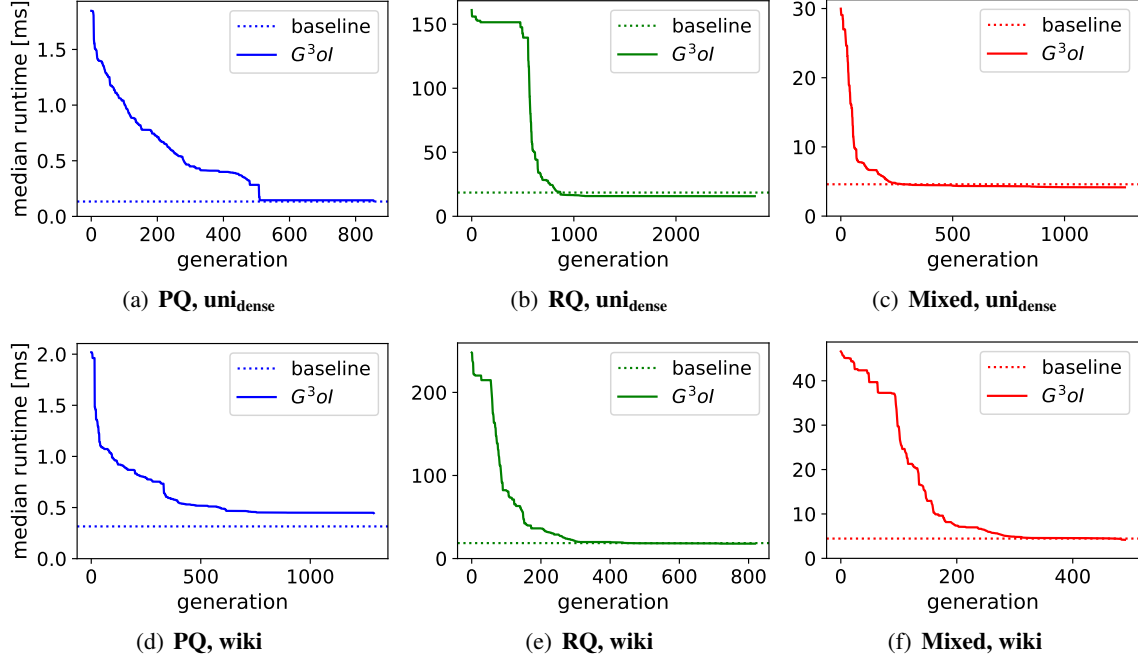 median runtime [ms]
1.5
1.0
0.5
0.0
baseline
G³oI
0
200
400
600
800
generation
(a) PQ, uni_dense
150
100
50
0
baseline
G³oI
0
1000
2000
generation
(b) RQ, uni_dense
30
20
10
0
baseline
G³oI
0
500
1000
generation
(c) Mixed, uni_dense
median runtime [ms]
2.0
1.5
1.0
0.5
0.0
baseline
G³oI
0
500
1000
generation
(d) PQ, wiki
200
100
0
baseline
G³oI
0
200
400
600
800
generation
(e) RQ, wiki
40
30
20
10
0
baseline
G³oI
0
200
400
generation
(f) Mixed, wiki